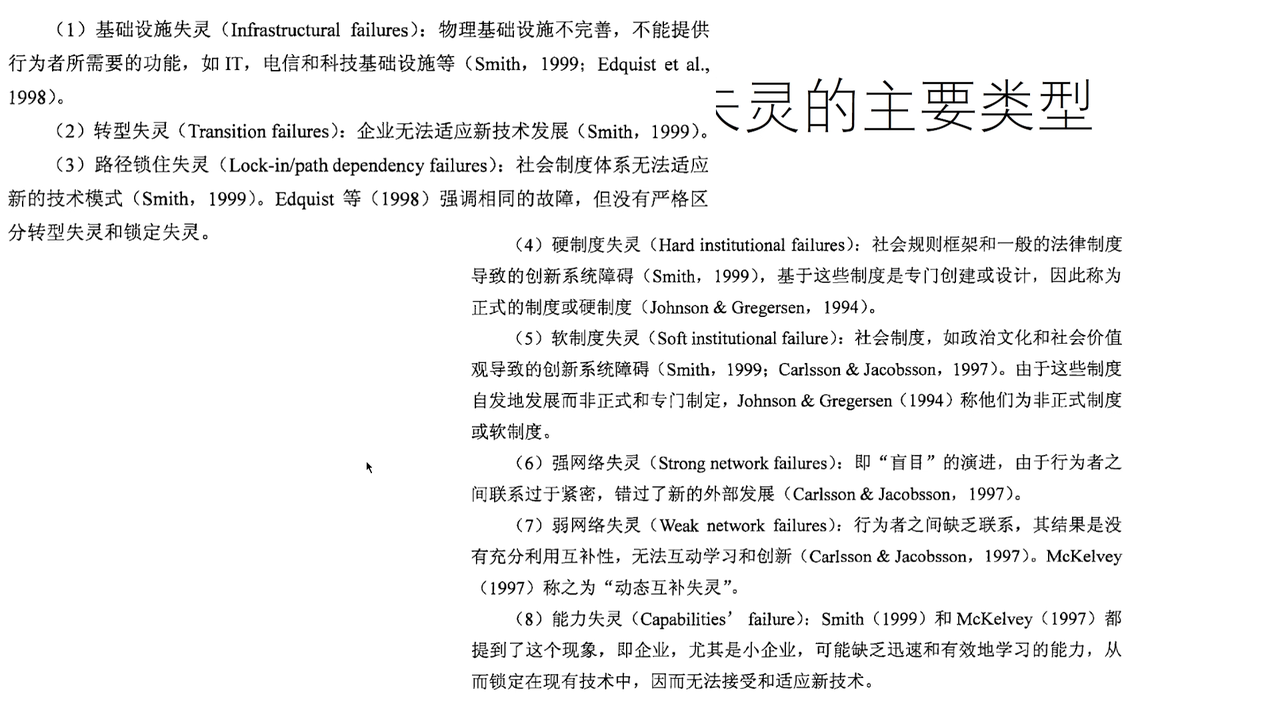 （1）基础设施失灵（Infrastructural failures）：物理基础设施不完善，不能提供
行为者所需要的功能，如 IT，电信和科技基础设施等（Smith，1999；Edquist et al.,
1998）。
（2）转型失灵（Transition failures）：企业无法适应新技术发展（Smith，1999）。
（3）路径锁住失灵（Lock-in/path dependency failures）：社会制度体系无法适应
新的技术模式（Smith，1999）。Edquist 等（1998）强调相同的故障，但没有严格区
分转型失灵和锁定失灵。
灵的主要类型
（4）硬制度失灵（Hard institutional failures）：社会规则框架和一般的法律制度
导致的创新系统障碍（Smith，1999），基于这些制度是专门创建或设计，因此称为
正式的制度或硬制度（Johnson & Gregersen，1994）。
（5）软制度失灵（Soft institutional failure）：社会制度，如政治文化和社会价值
观导致的创新系统障碍（Smith，1999；Carlsson & Jacobsson，1997）。由于这些制度
自发地发展而非正式和专门制定，Johnson & Gregersen（1994）称他们为非正式制度
或软制度。
（6）强网络失灵（Strong network failures）：即“盲目”的演进，由于行为者之
间联系过于紧密，错过了新的外部发展（Carlsson & Jacobsson，1997）。
（7）弱网络失灵（Weak network failures）：行为者之间缺乏联系，其结果是没
有充分利用互补性，无法互动学习和创新（Carlsson & Jacobsson，1997）。McKelvey
（1997）称之为“动态互补失灵”。
（8）能力失灵（Capabilities’ failure）：Smith（1999）和 McKelvey（1997）都
提到了这个现象，即企业，尤其是小企业，可能缺乏迅速和有效地学习的能力，从
而锁定在现有技术中，因而无法接受和适应新技术。